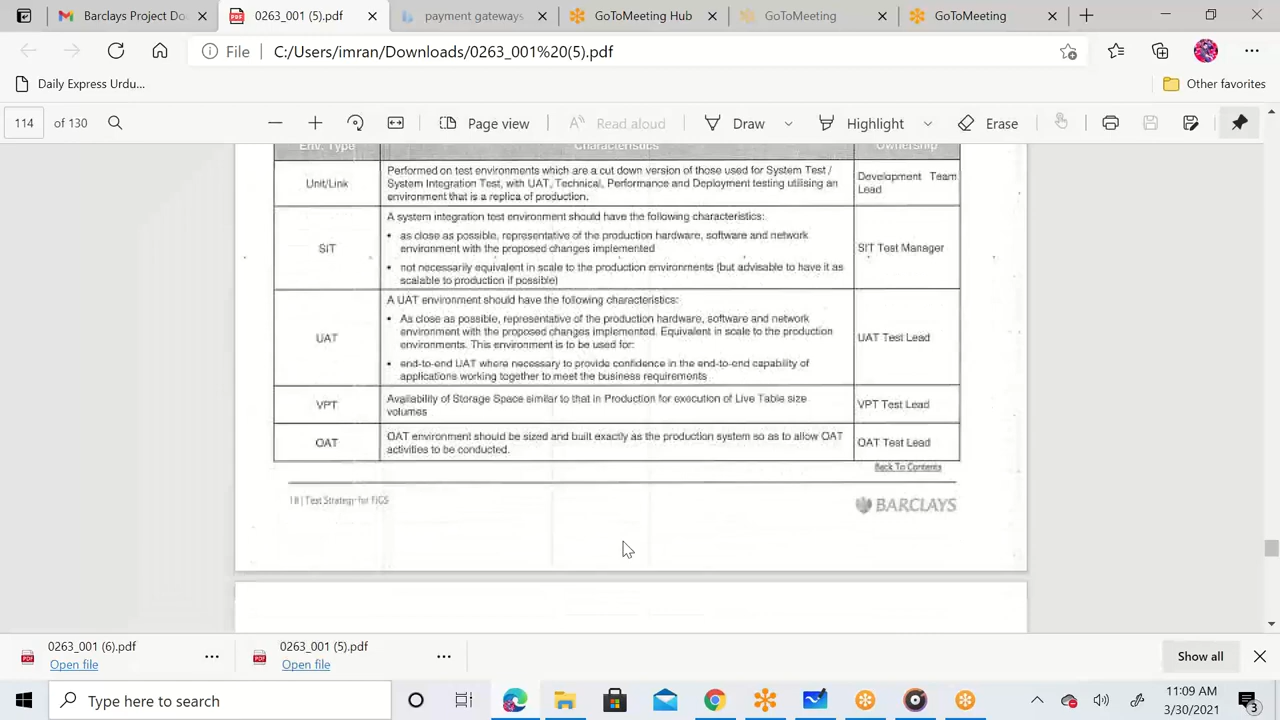 Barclays Project Do
0263_001 (5).pdf
payment gateways
GoToMeeting Hub
GoToMeeting
GoToMeeting
File
C:/Users/imran/Downloads/0263_001%20(5).pdf
Daily Express Urdu...
Other favorites
114 of 130
Page view
Read aloud
Draw
Highlight
Erase
Env. Type
Characteristics
Ownership
Unit/Link
Performed on test environments which are a cut down version of those used for System Test /
System Integration Test, with UAT, Technical, Performance and Deployment testing utilising an
environment that is a replica of production.
Development Team
Lead
SIT
A system integration test environment should have the following characteristics:
• as close as possible, representative of the production hardware, software and network
environment with the proposed changes implemented
• not necessarily equivalent in scale to the production environments (but advisable to have it as
scalable to production if possible)
SIT Test Manager
UAT
A UAT environment should have the following characteristics:
• As close as possible, representative of the production hardware, software and network
environment with the proposed changes implemented. Equivalent in scale to the production
environments. This environment is to be used for:
• end-to-end UAT where necessary to provide confidence in the end-to-end capability of
applications working together to meet the business requirements
UAT Test Lead
VPT
Availability of Storage Space similar to that in Production for execution of Live Table size
volumes
VPT Test Lead
OAT
OAT environment should be sized and built exactly as the production system so as to allow OAT
activities to be conducted.
OAT Test Lead
Back To Contents
18 | Test Strategy for FIGS
BARCLAYS
0263_001 (6).pdf
Open file
0263_001 (5).pdf
Open file
Show all
Type here to search
11:09 AM
3/30/2021
3